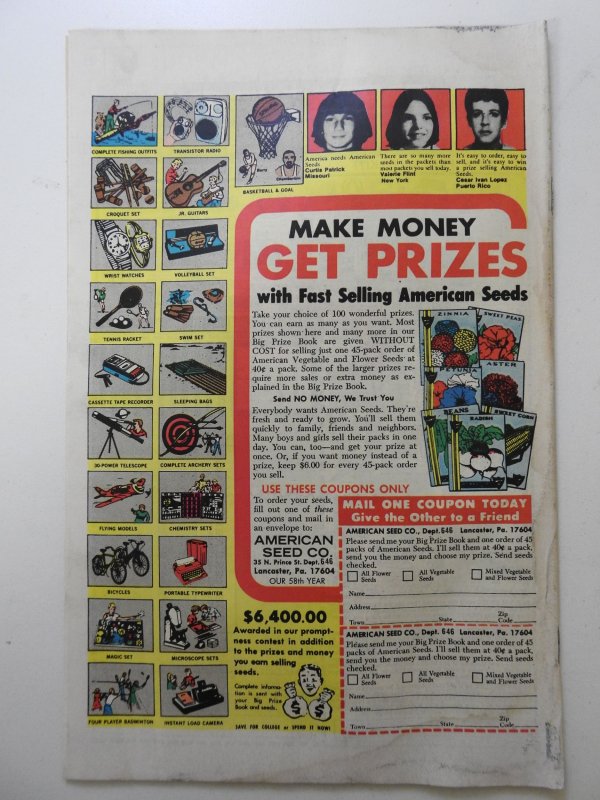 COMPLETE FISHING OUTFITS
TRANSISTOR RADIO
CROQUET SET
JR. GUITARS
WRIST WATCHES
VOLLEYBALL SET
TENNIS RACKET
SWIM SET
CASSETTE TAPE RECORDER
SLEEPING BAGS
30-POWER TELESCOPE
COMPLETE ARCHERY SETS
FLYING MODELS
CHEMISTRY SETS
BICYCLES
PORTABLE TYPEWRITER
MAGIC SET
MICROSCOPE SETS
FOUR PLAYER BADMINTON
INSTANT LOAD CAMERA
BASKETBALL & GOAL
America needs American
Seeds
Curtis Patrick
Missouri
There are so many more
seeds in the packets than
most packets you sell today.
Valerie Flint
New York
It's easy to order, easy to
sell, and it's easy to win
a prize selling American
Seeds.
Cesar Ivan Lopez
Puerto Rico
MAKE MONEY
GET PRIZES
with Fast Selling American Seeds
Take your choice of 100 wonderful prizes.
You can earn as many as you want. Most
prizes shown here and many more in our
Big Prize Book are given WITHOUT
COST for selling just one 45-pack order of
American Vegetable and Flower Seeds at
40¢ a pack. Some of the larger prizes re-
quire more sales or extra money as ex-
plained in the Big Prize Book.
Send NO MONEY, We Trust You
Everybody wants American Seeds. They're
fresh and ready to grow. You'll sell them
quickly to family, friends and neighbors.
Many boys and girls sell their packs in one
day. You can, too—and get your prize at
once. Or, if you want money instead of a
prize, keep $6.00 for every 45-pack order
you sell.
ZINNIA
SWEET PEAS
PETUNIA
ASTER
BEANS
RADISH
SWEET CORN
USE THESE COUPONS ONLY
To order your seeds,
fill out one of these
coupons and mail in
an envelope to:
AMERICAN
SEED CO.
35 N. Prince St. Dept. 646
Lancaster, Pa. 17604
OUR 58th YEAR
$6,400.00
Awarded in our prompt-
ness contest in addition
to the prizes and money
you earn selling
seeds.
Complete informa-
tion is sent with
your Big Prize
Book and seeds.
SAVE FOR COLLEGE or SPEND IT NOW!
MAIL ONE COUPON TODAY
Give the Other to a Friend
AMERICAN SEED CO., Dept. 646 Lancaster, Pa. 17604
Please send me your Big Prize Book and one order of 45
packs of American Seeds. I'll sell them at 40¢ a pack,
send you the money and choose my prize. Send seeds
checked.
All Flower Seeds
All Vegetable Seeds
Mixed Vegetable and Flower Seeds
Name
Address
Town State Zip Code
AMERICAN SEED CO., Dept. 646 Lancaster, Pa. 17604
Please send me your Big Prize Book and one order of 45
packs of American Seeds. I'll sell them at 40¢ a pack,
send you the money and choose my prize. Send seeds
checked.
All Flower Seeds
All Vegetable Seeds
Mixed Vegetable and Flower Seeds
Name
Address
Town State Zip Code